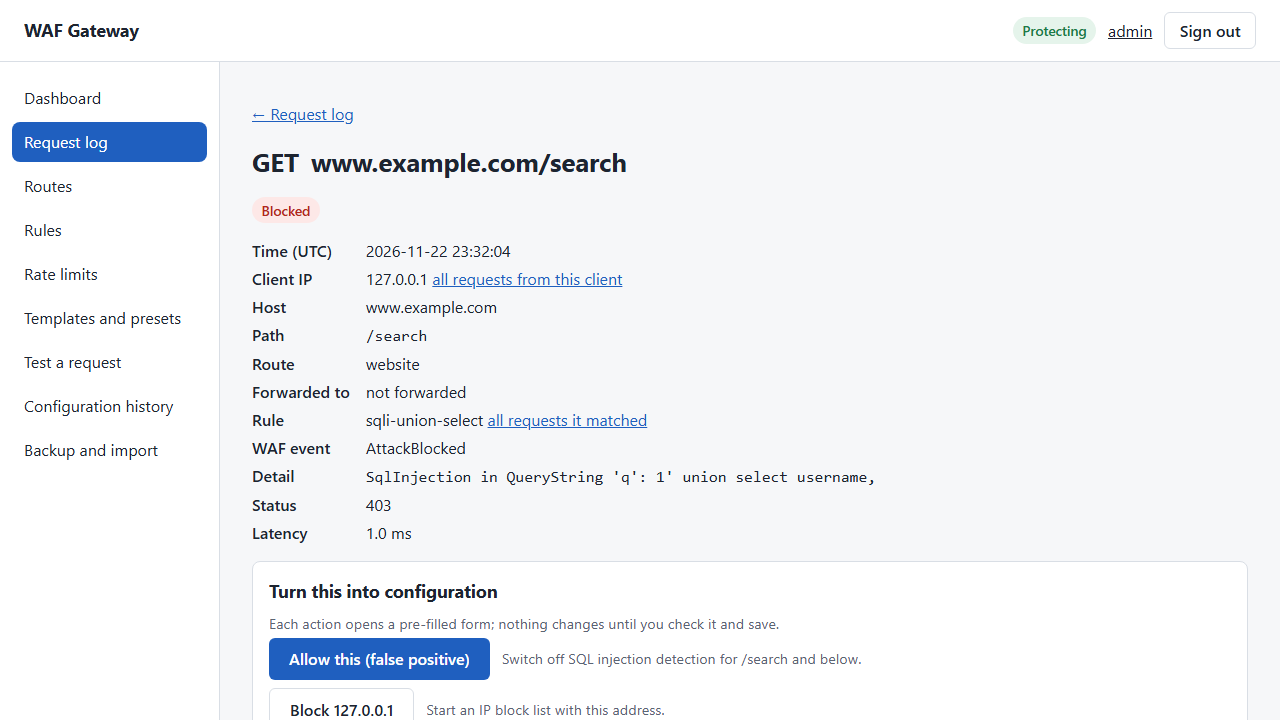 WAF Gateway
Protecting admin Sign out
Dashboard
Request log
Routes
Rules
Rate limits
Templates and presets
Test a request
Configuration history
Backup and import
← Request log
GET www.example.com/search
Blocked
Time (UTC) 2026-11-22 23:32:04
Client IP 127.0.0.1 all requests from this client
Host www.example.com
Path /search
Route website
Forwarded to not forwarded
Rule sqli-union-select all requests it matched
WAF event AttackBlocked
Detail SqlInjection in QueryString 'q': 1' union select username,
Status 403
Latency 1.0 ms
Turn this into configuration
Each action opens a pre-filled form; nothing changes until you check it and save.
Allow this (false positive) Switch off SQL injection detection for /search and below.
Block 127.0.0.1 Start an IP block list with this address.